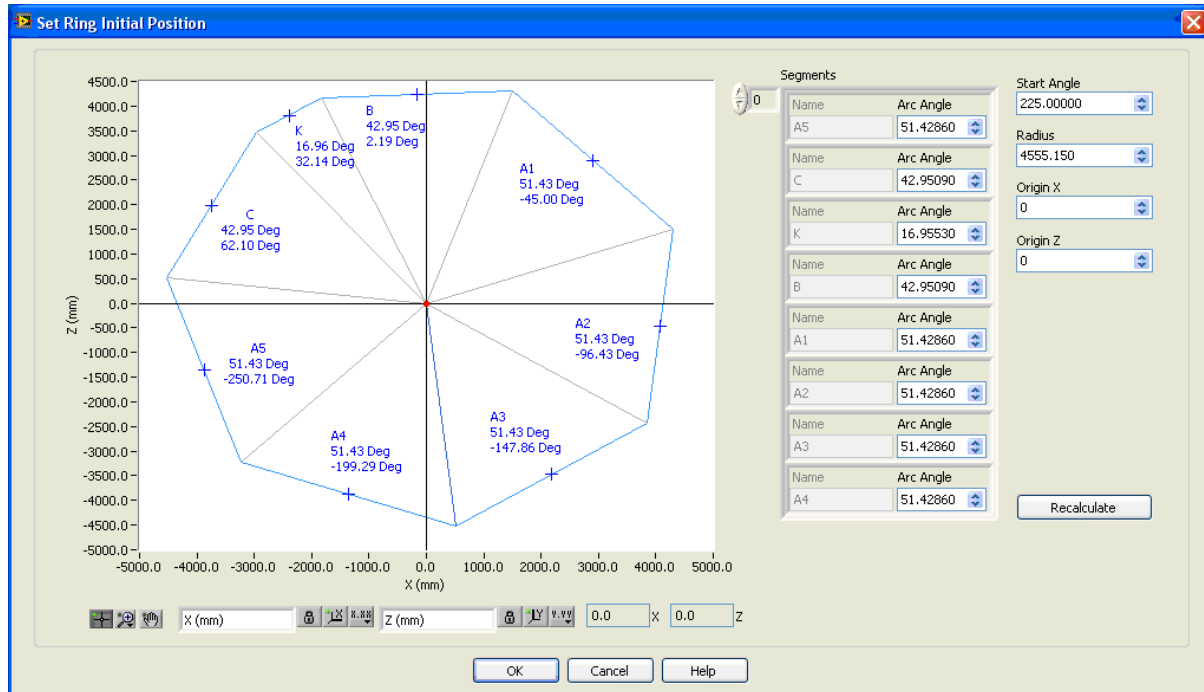 Set Ring Initial Position
4500.0
4000.0
3500.0
3000.0
2500.0
2000.0
1500.0
1000.0
500.0
0.0
-500.0
-1000.0
-1500.0
-2000.0
-2500.0
-3000.0
-3500.0
-4000.0
-4500.0
-5000.0
Z (mm)
-5000.0 -4000.0 -3000.0 -2000.0 -1000.0 0.0 1000.0 2000.0 3000.0 4000.0 5000.0
X (mm)
K
16.96 Deg
32.14 Deg
B
42.95 Deg
2.19 Deg
A1
51.43 Deg
-45.00 Deg
C
42.95 Deg
62.10 Deg
A2
51.43 Deg
-96.43 Deg
A5
51.43 Deg
-250.71 Deg
A3
51.43 Deg
-147.86 Deg
A4
51.43 Deg
-199.29 Deg
X (mm)
X
X.XX
Z (mm)
Y
Y.YY
0.0 X 0.0 Z
Segments
0
Name Arc Angle
A5 51.42860
Name Arc Angle
C 42.95090
Name Arc Angle
K 16.95530
Name Arc Angle
B 42.95090
Name Arc Angle
A1 51.42860
Name Arc Angle
A2 51.42860
Name Arc Angle
A3 51.42860
Name Arc Angle
A4 51.42860
Start Angle
225.00000
Radius
4555.150
Origin X
0
Origin Z
0
Recalculate
OK Cancel Help